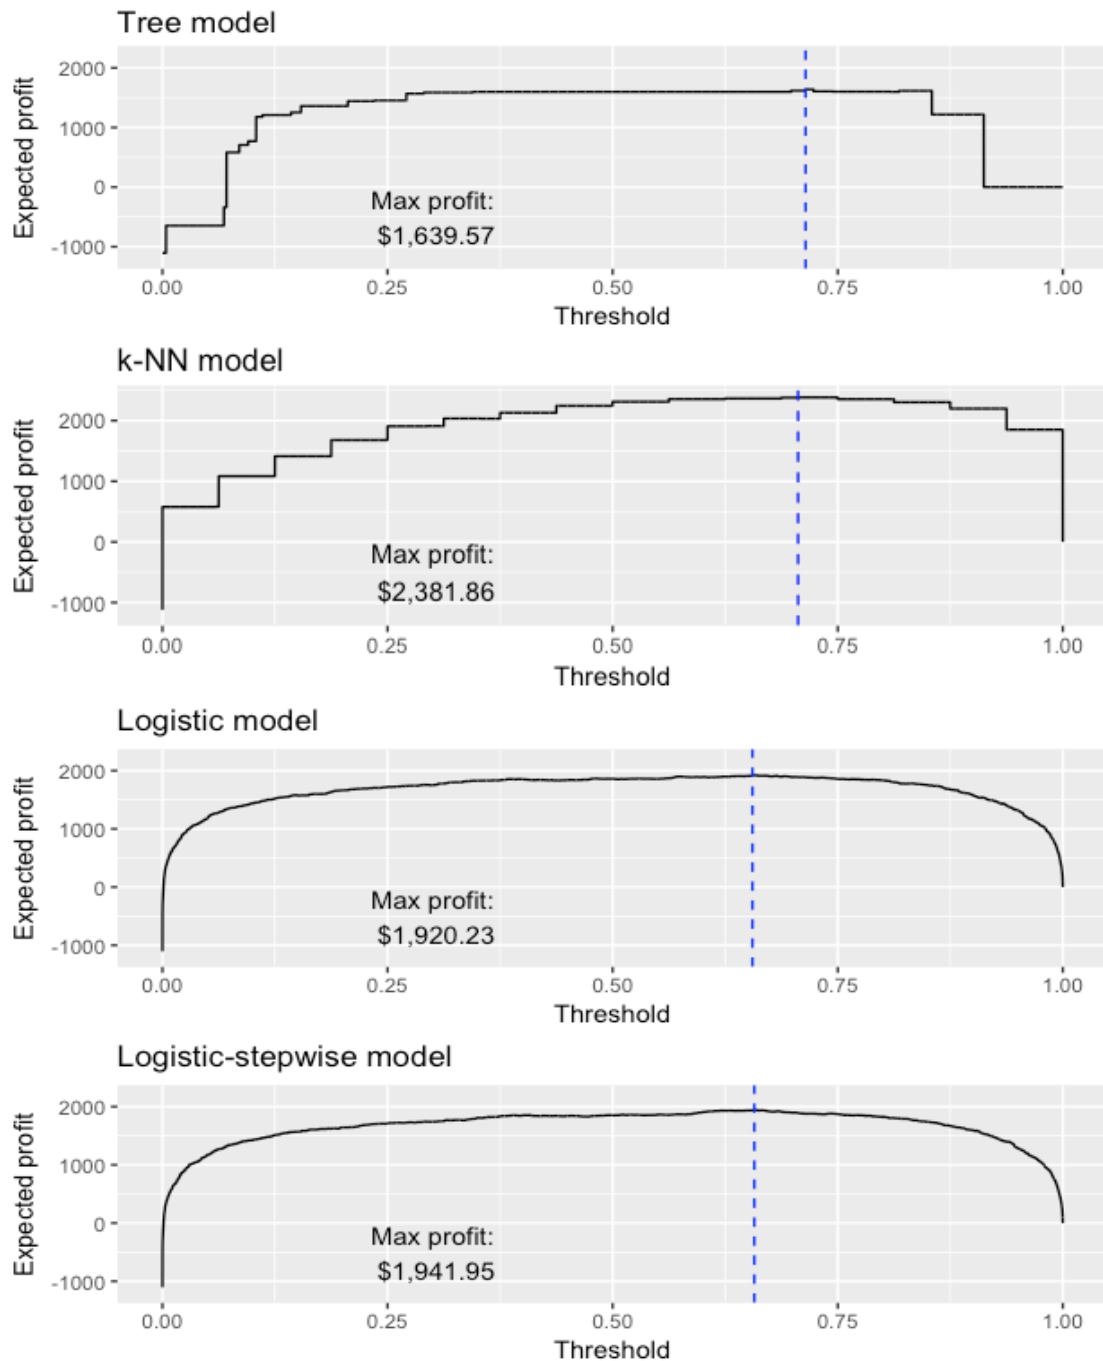 Tree model
Expected profit
2000
1000
0
-1000
Max profit:
$1,639.57
0.00 0.25 0.50 0.75 1.00
Threshold
k-NN model
Expected profit
2000
1000
0
-1000
Max profit:
$2,381.86
0.00 0.25 0.50 0.75 1.00
Threshold
Logistic model
Expected profit
2000
1000
0
-1000
Max profit:
$1,920.23
0.00 0.25 0.50 0.75 1.00
Threshold
Logistic-stepwise model
Expected profit
2000
1000
0
-1000
Max profit:
$1,941.95
0.00 0.25 0.50 0.75 1.00
Threshold